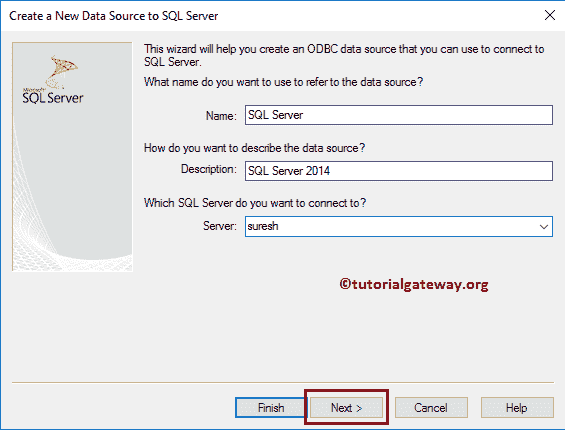 Create a New Data Source to SQL Server
This wizard will help you create an ODBC data source that you can use to connect to
SQL Server.
What name do you want to use to refer to the data source?
Name: SQL Server
How do you want to describe the data source?
Description: SQL Server 2014
Which SQL Server do you want to connect to?
Server: suresh
Microsoft
SQL Server
©tutorialgateway.org
Finish Next > Cancel Help